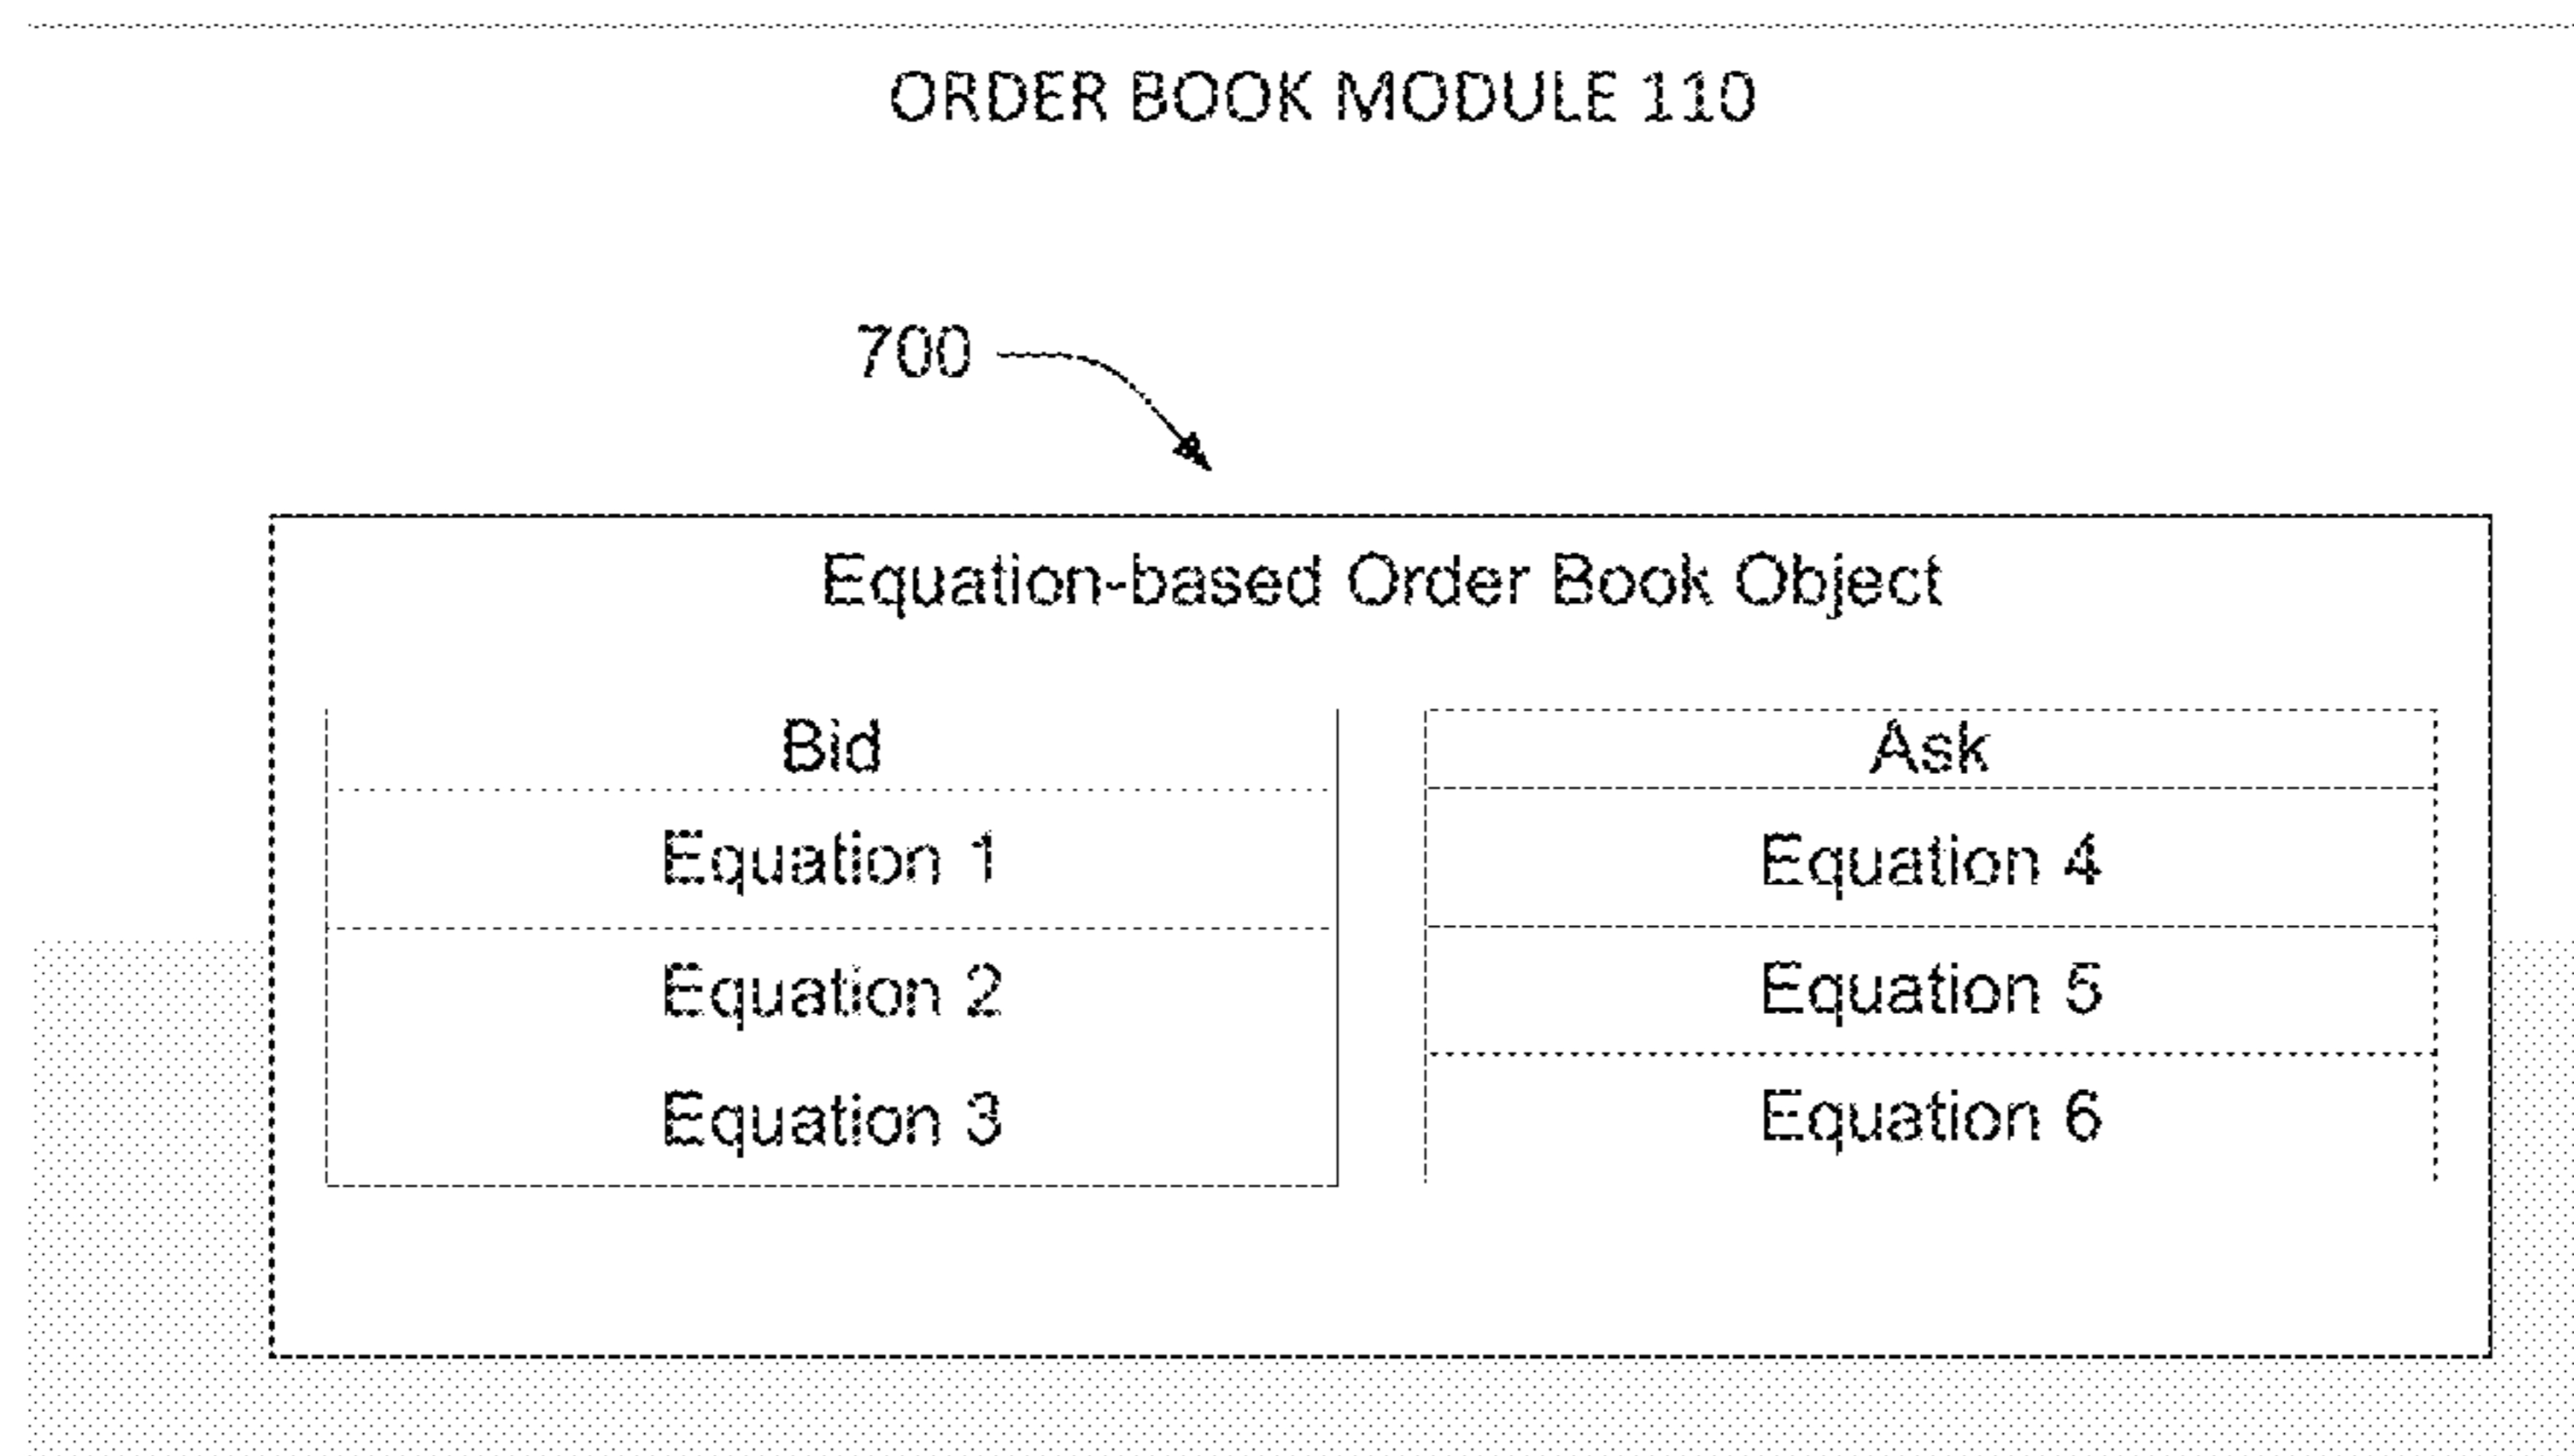 ORDER BOOK MODULE 110
700
Equation-based Order Book Object
Bid
Equation 1
Equation 2
Equation 3
Ask
Equation 4
Equation 5
Equation 6